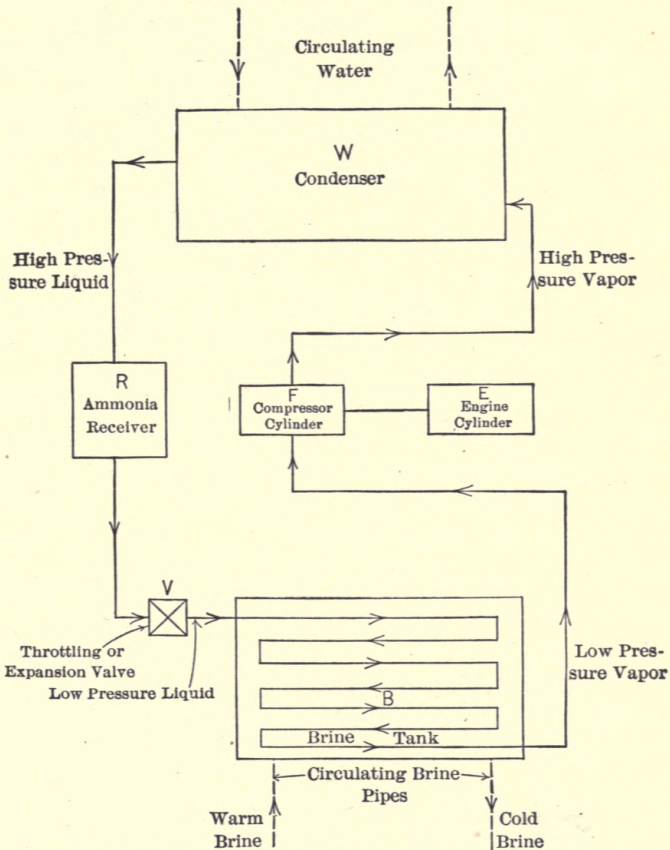 Circulating
Water
W
Condenser
High Pres-
sure Liquid
High Pres-
sure Vapor
R
Ammonia
Receiver
F
Compressor
Cylinder
E
Engine
Cylinder
V
Throttling or
Expansion Valve
Low Pressure Liquid
Low Pres-
sure Vapor
B
Brine Tank
Circulating Brine
Pipes
Warm
Brine
Cold
Brine